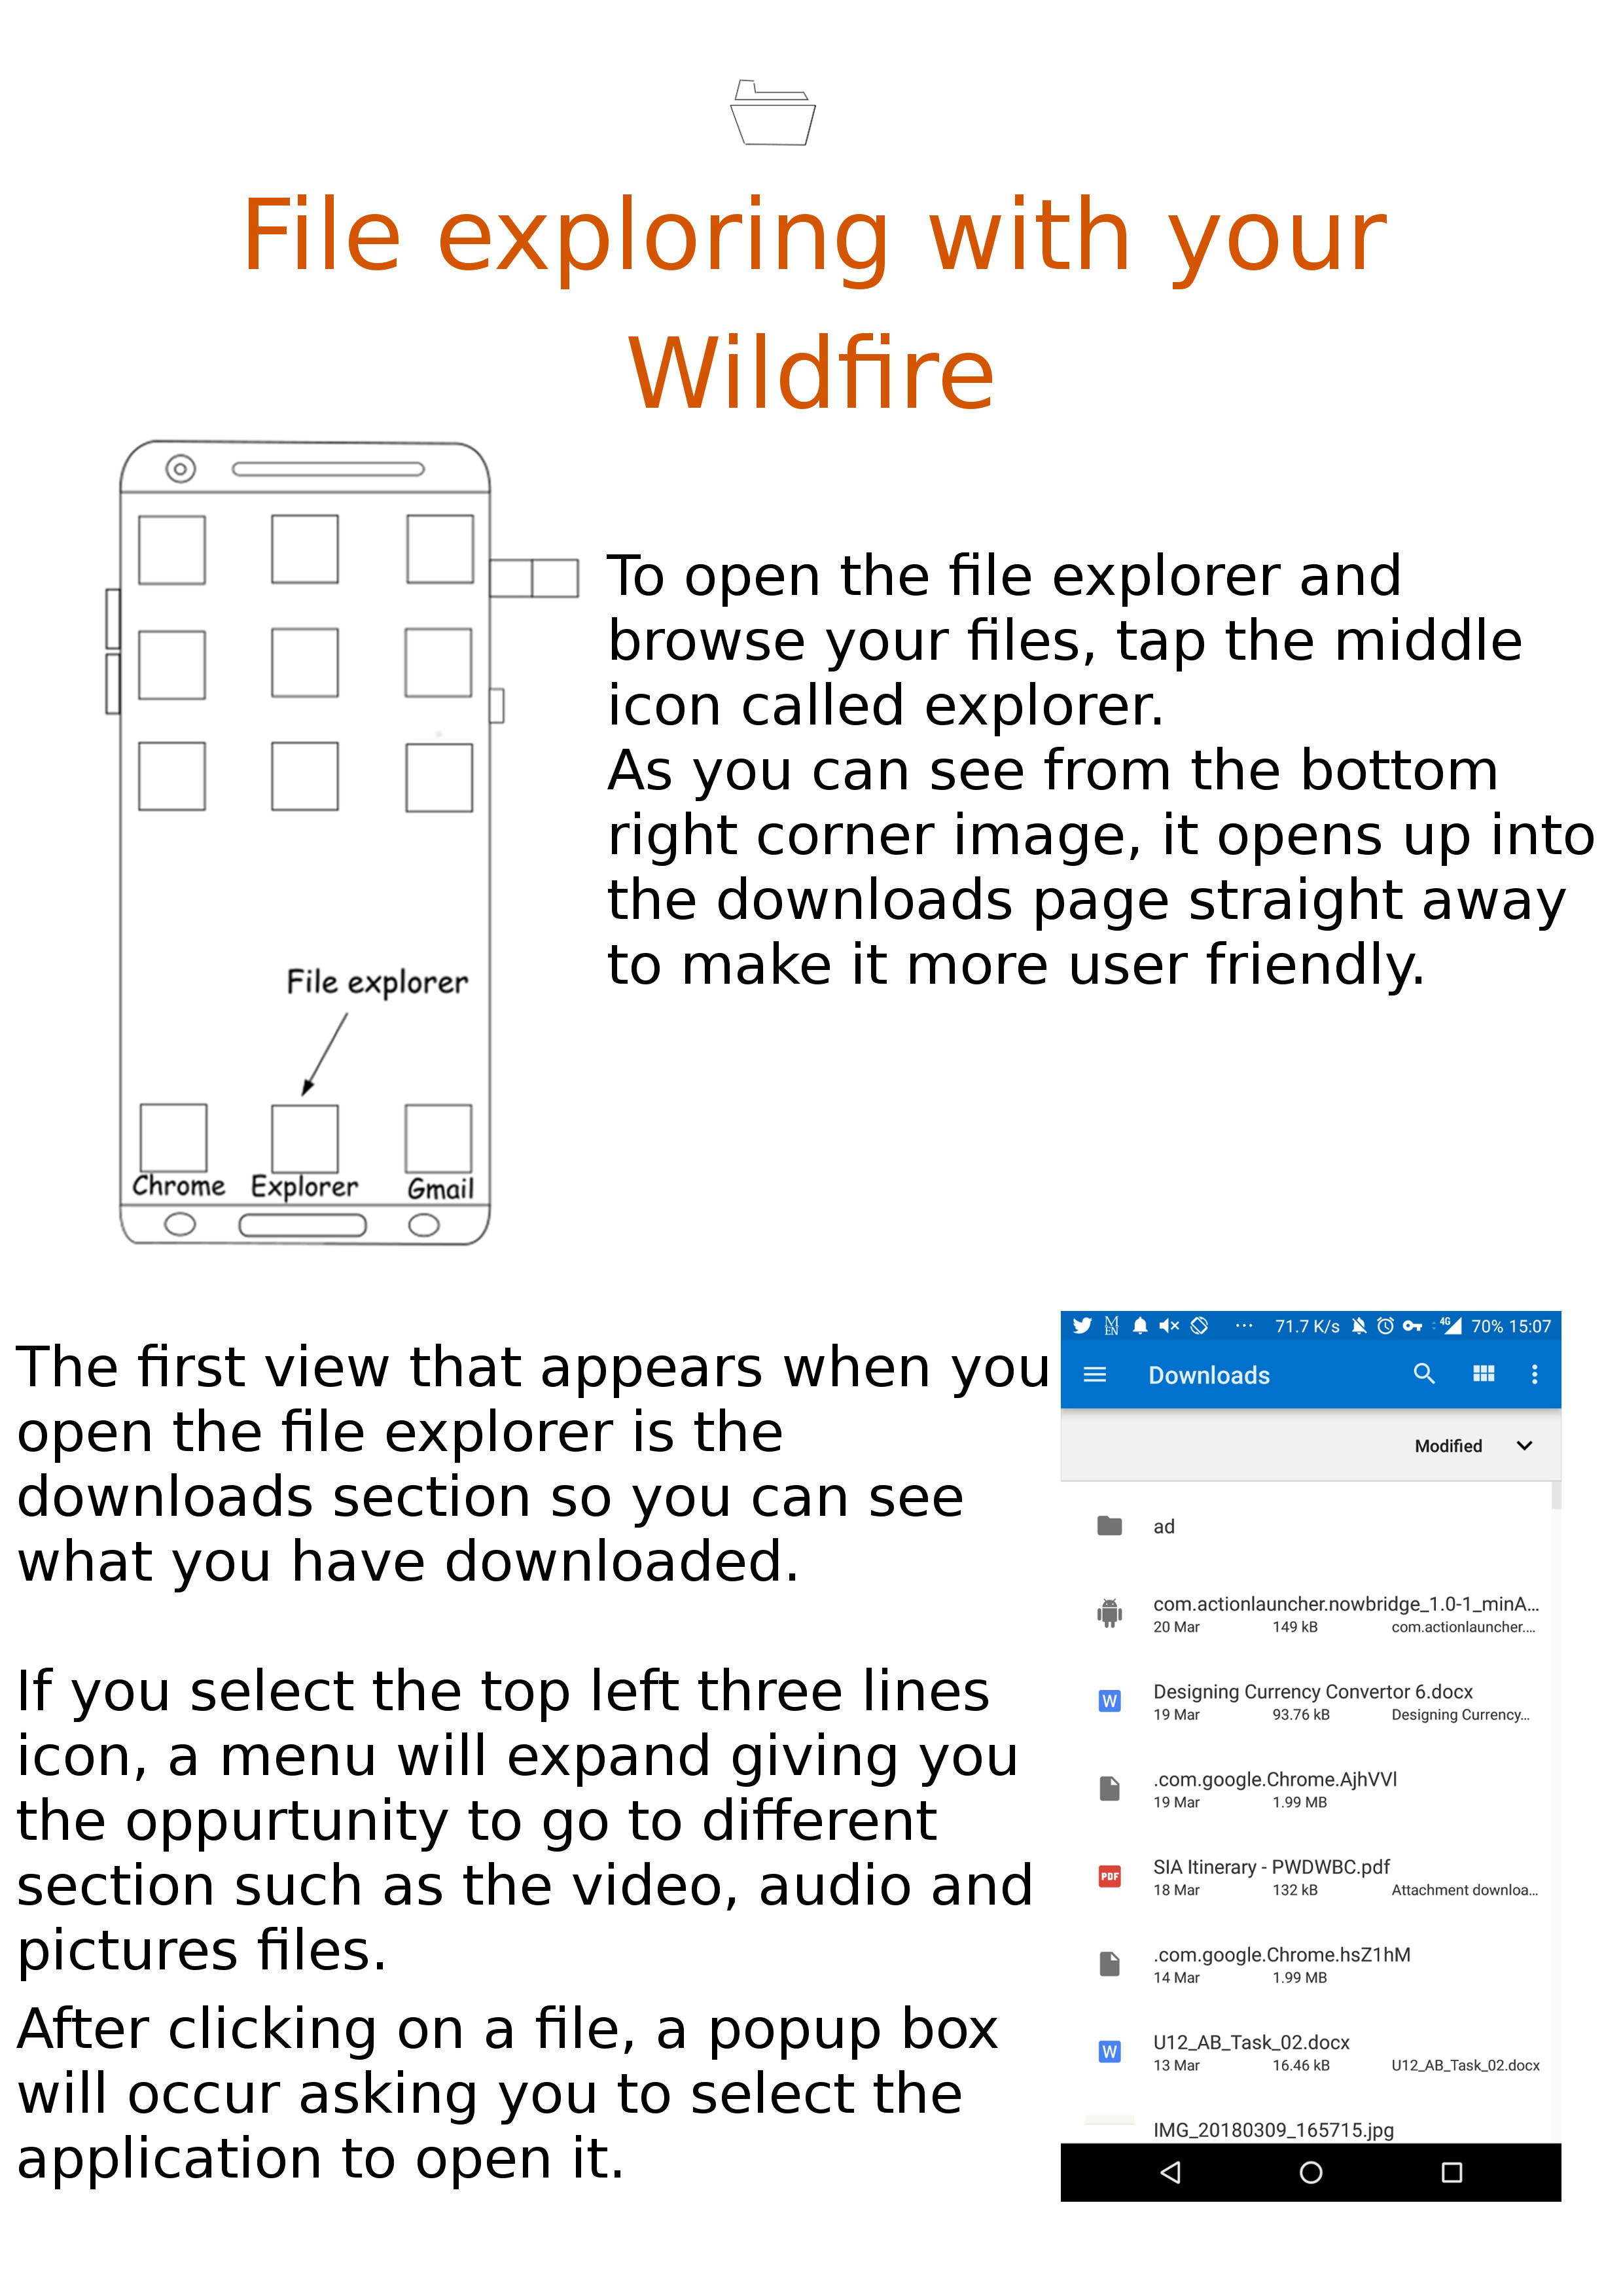 File exploring with your
Wildfire
To open the file explorer and
browse your files, tap the middle
icon called explorer.
As you can see from the bottom
right corner image, it opens up into
the downloads page straight away
to make it more user friendly.
File explorer
Chrome Explorer Gmail
The first view that appears when you
open the file explorer is the
downloads section so you can see
what you have downloaded.
If you select the top left three lines
icon, a menu will expand giving you
the oppurtunity to go to different
section such as the video, audio and
pictures files.
After clicking on a file, a popup box
will occur asking you to select the
application to open it.
M EN ... 71.7 K/s 4G 70% 15:07
Downloads
Modified
ad
com.actionlauncher.nowbridge_1.0-1_minA...
20 Mar 149 kB com.actionlauncher....
W Designing Currency Convertor 6.docx
19 Mar 93.76 kB Designing Currency...
.com.google.Chrome.AjhVVl
19 Mar 1.99 MB
PDF SIA Itinerary - PWDWBC.pdf
18 Mar 132 kB Attachment downloa...
.com.google.Chrome.hsZ1hM
14 Mar 1.99 MB
W U12_AB_Task_02.docx
13 Mar 16.46 kB U12_AB_Task_02.docx
IMG_20180309_165715.jpg